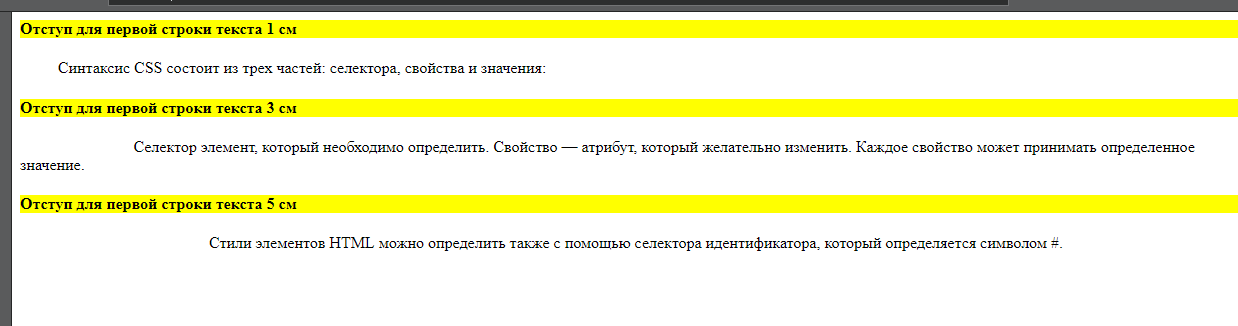 Отступ для первой строки текста 1 см
Синтаксис CSS состоит из трех частей: селектора, свойства и значения:
Отступ для первой строки текста 3 см
Селектор элемент, который необходимо определить. Свойство — атрибут, который желательно изменить. Каждое свойство может принимать определенное
значение.
Отступ для первой строки текста 5 см
Стили элементов HTML можно определить также с помощью селектора идентификатора, который определяется символом #.